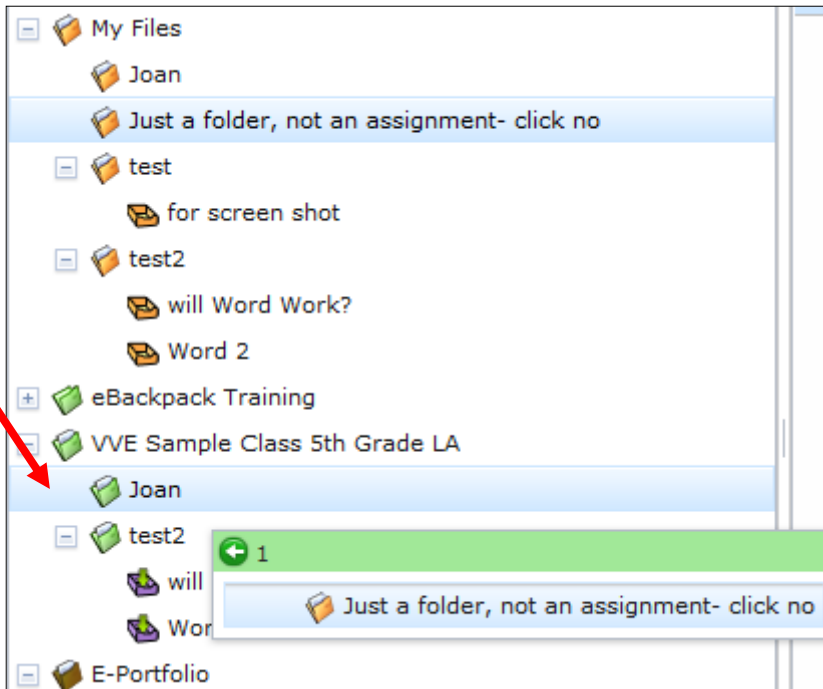 My Files
Joan
Just a folder, not an assignment- click no
test
for screen shot
test2
will Word Work?
Word 2
eBackpack Training
VVE Sample Class 5th Grade LA
Joan
test2
1
will
Just a folder, not an assignment- click no
Wor
E-Portfolio